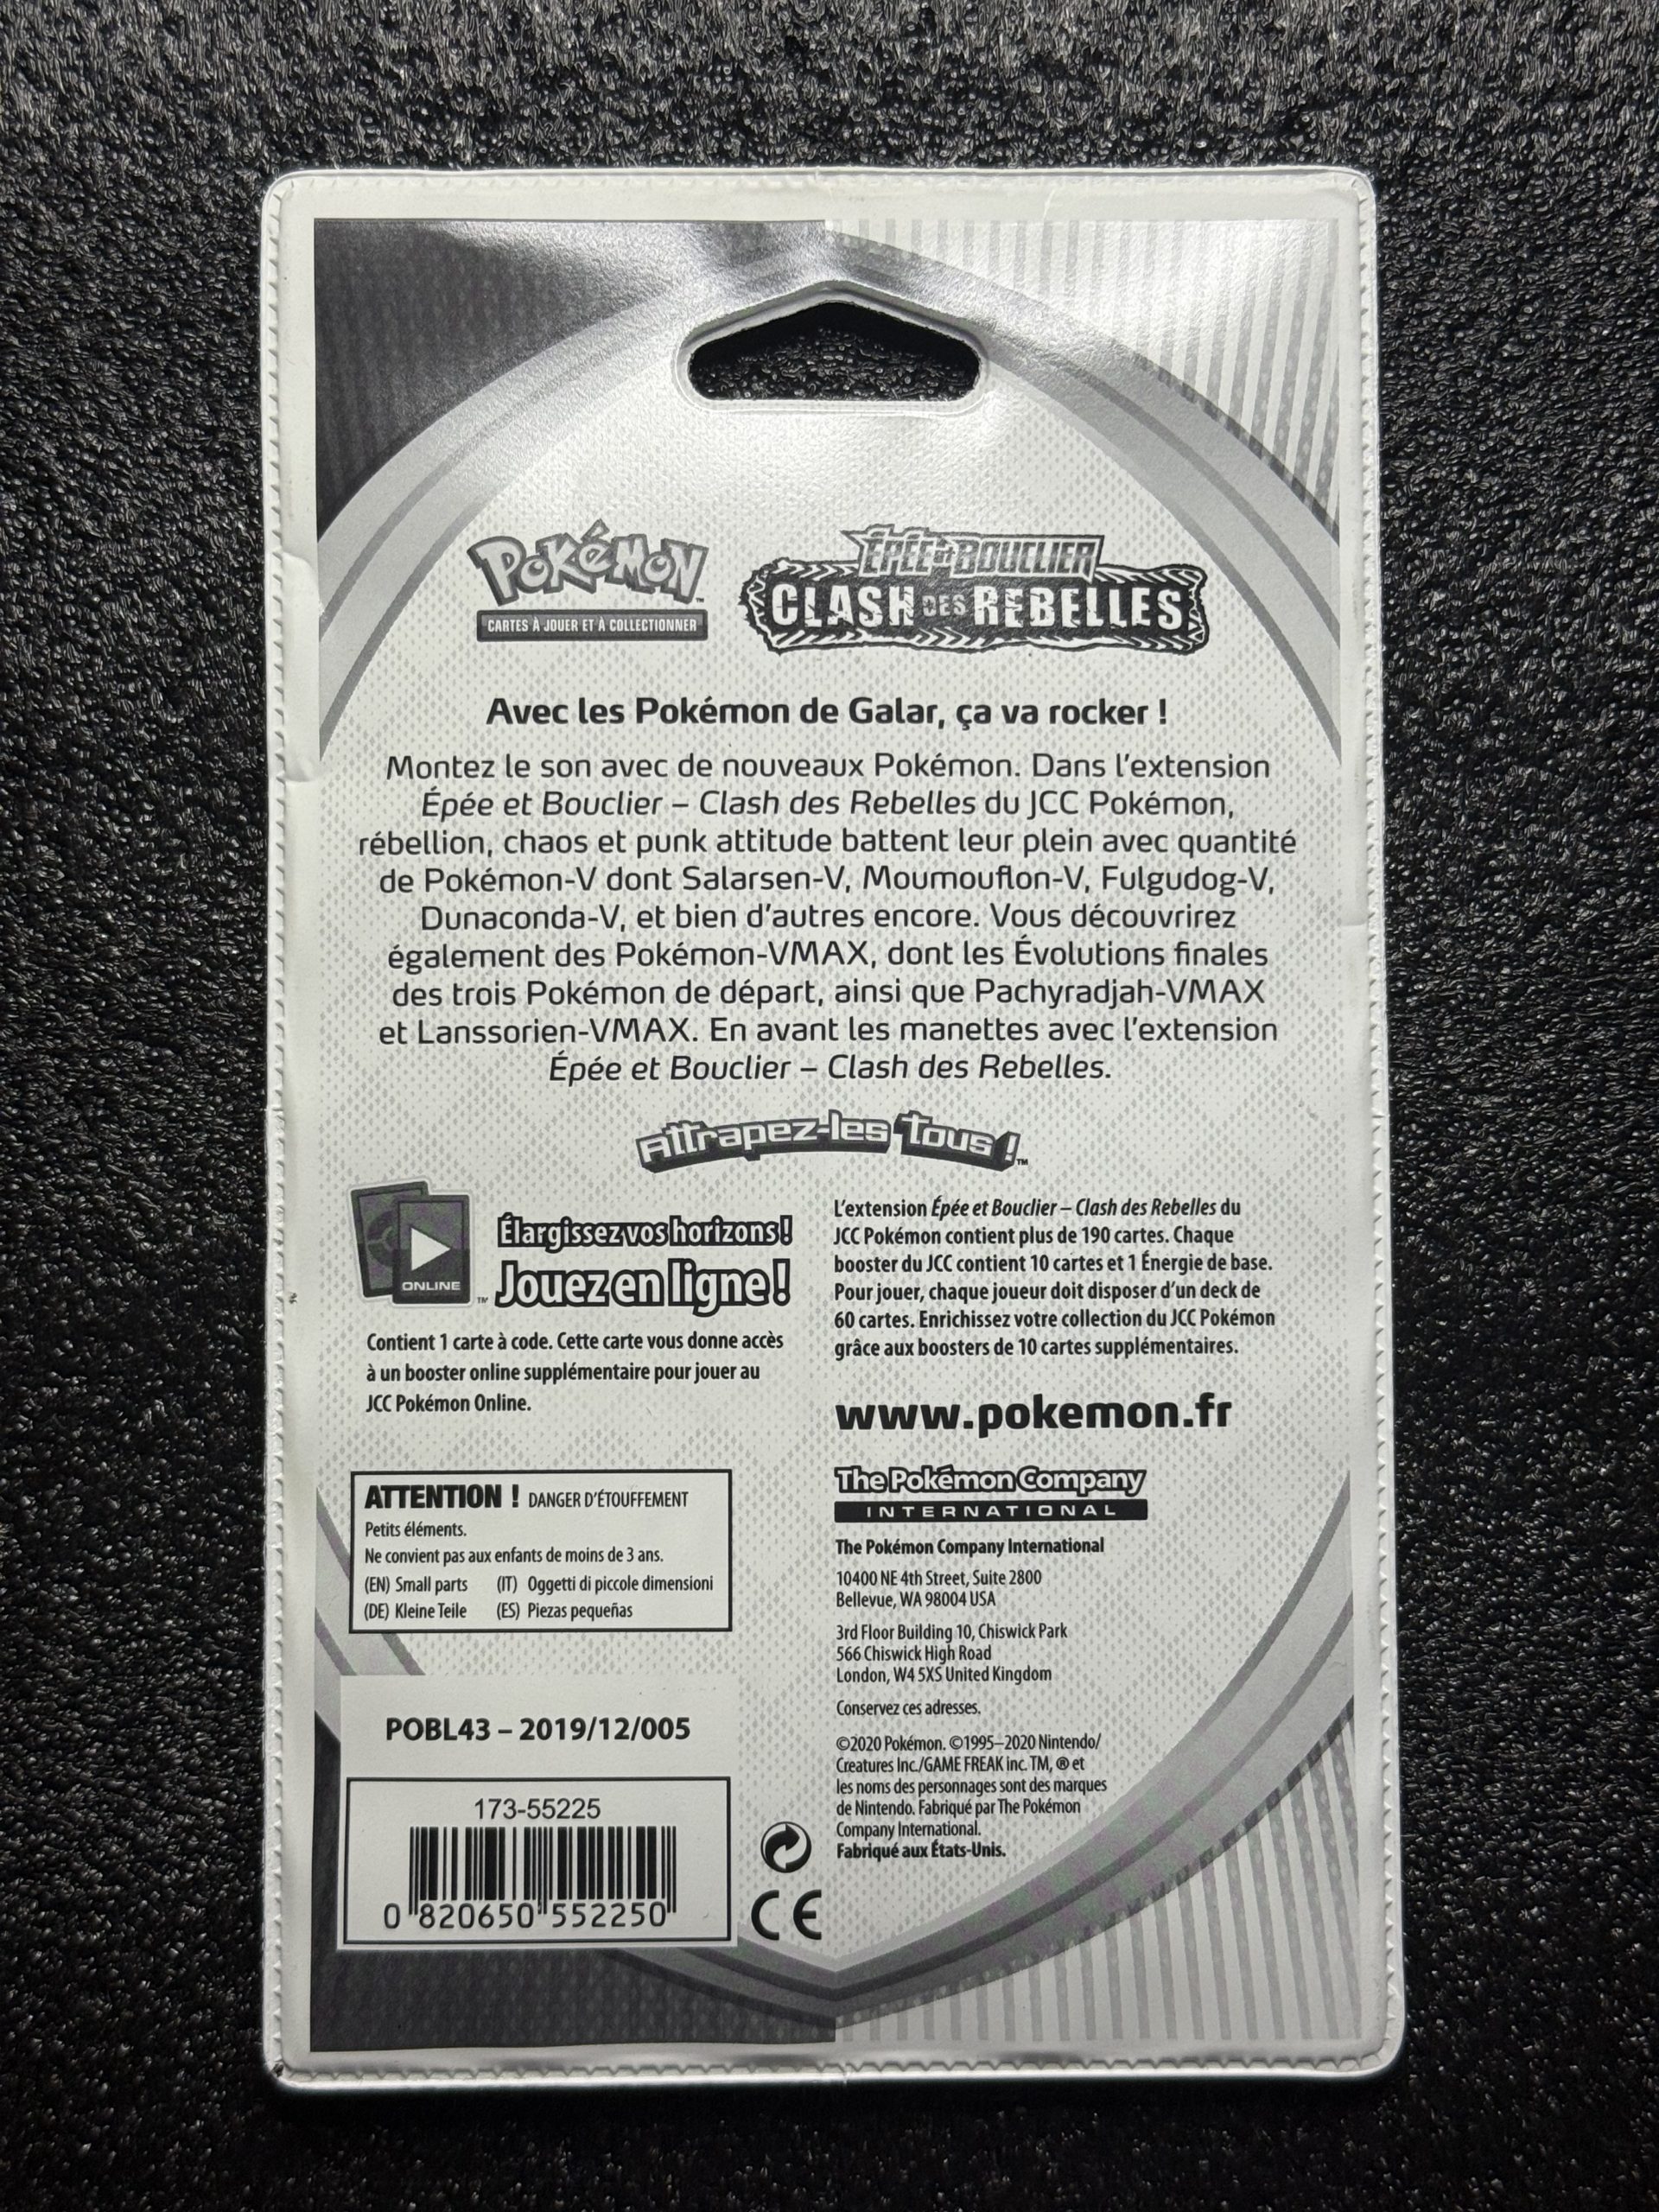 POKéMON™
CARTES À JOUER ET À COLLECTIONNER
ÉPÉE et BOUCLIER
CLASH DES REBELLES
Avec les Pokémon de Galar, ça va rocker !
Montez le son avec de nouveaux Pokémon. Dans l'extension
Épée et Bouclier – Clash des Rebelles du JCC Pokémon,
rébellion, chaos et punk attitude battent leur plein avec quantité
de Pokémon-V dont Salarsen-V, Moumouflon-V, Fulgudog-V,
Dunaconda-V, et bien d'autres encore. Vous découvrirez
également des Pokémon-VMAX, dont les Évolutions finales
des trois Pokémon de départ, ainsi que Pachyradjah-VMAX
et Lanssorien-VMAX. En avant les manettes avec l'extension
Épée et Bouclier – Clash des Rebelles.
Attrapez-les Tous !™
ONLINE™
Élargissez vos horizons !
Jouez en ligne !
Contient 1 carte à code. Cette carte vous donne accès
à un booster online supplémentaire pour jouer au
JCC Pokémon Online.
ATTENTION ! DANGER D'ÉTOUFFEMENT
Petits éléments.
Ne convient pas aux enfants de moins de 3 ans.
(EN) Small parts (IT) Oggetti di piccole dimensioni
(DE) Kleine Teile (ES) Piezas pequeñas
POBL43 – 2019/12/005
173-55225
0 820650 552250
CE
L'extension Épée et Bouclier – Clash des Rebelles du
JCC Pokémon contient plus de 190 cartes. Chaque
booster du JCC contient 10 cartes et 1 Énergie de base.
Pour jouer, chaque joueur doit disposer d'un deck de
60 cartes. Enrichissez votre collection du JCC Pokémon
grâce aux boosters de 10 cartes supplémentaires.
www.pokemon.fr
The Pokémon Company
INTERNATIONAL
The Pokémon Company International
10400 NE 4th Street, Suite 2800
Bellevue, WA 98004 USA
3rd Floor Building 10, Chiswick Park
566 Chiswick High Road
London, W4 5XS United Kingdom
Conservez ces adresses.
©2020 Pokémon. ©1995–2020 Nintendo/
Creatures Inc./GAME FREAK inc. TM, ® et
les noms des personnages sont des marques
de Nintendo. Fabriqué par The Pokémon
Company International.
Fabriqué aux États-Unis.